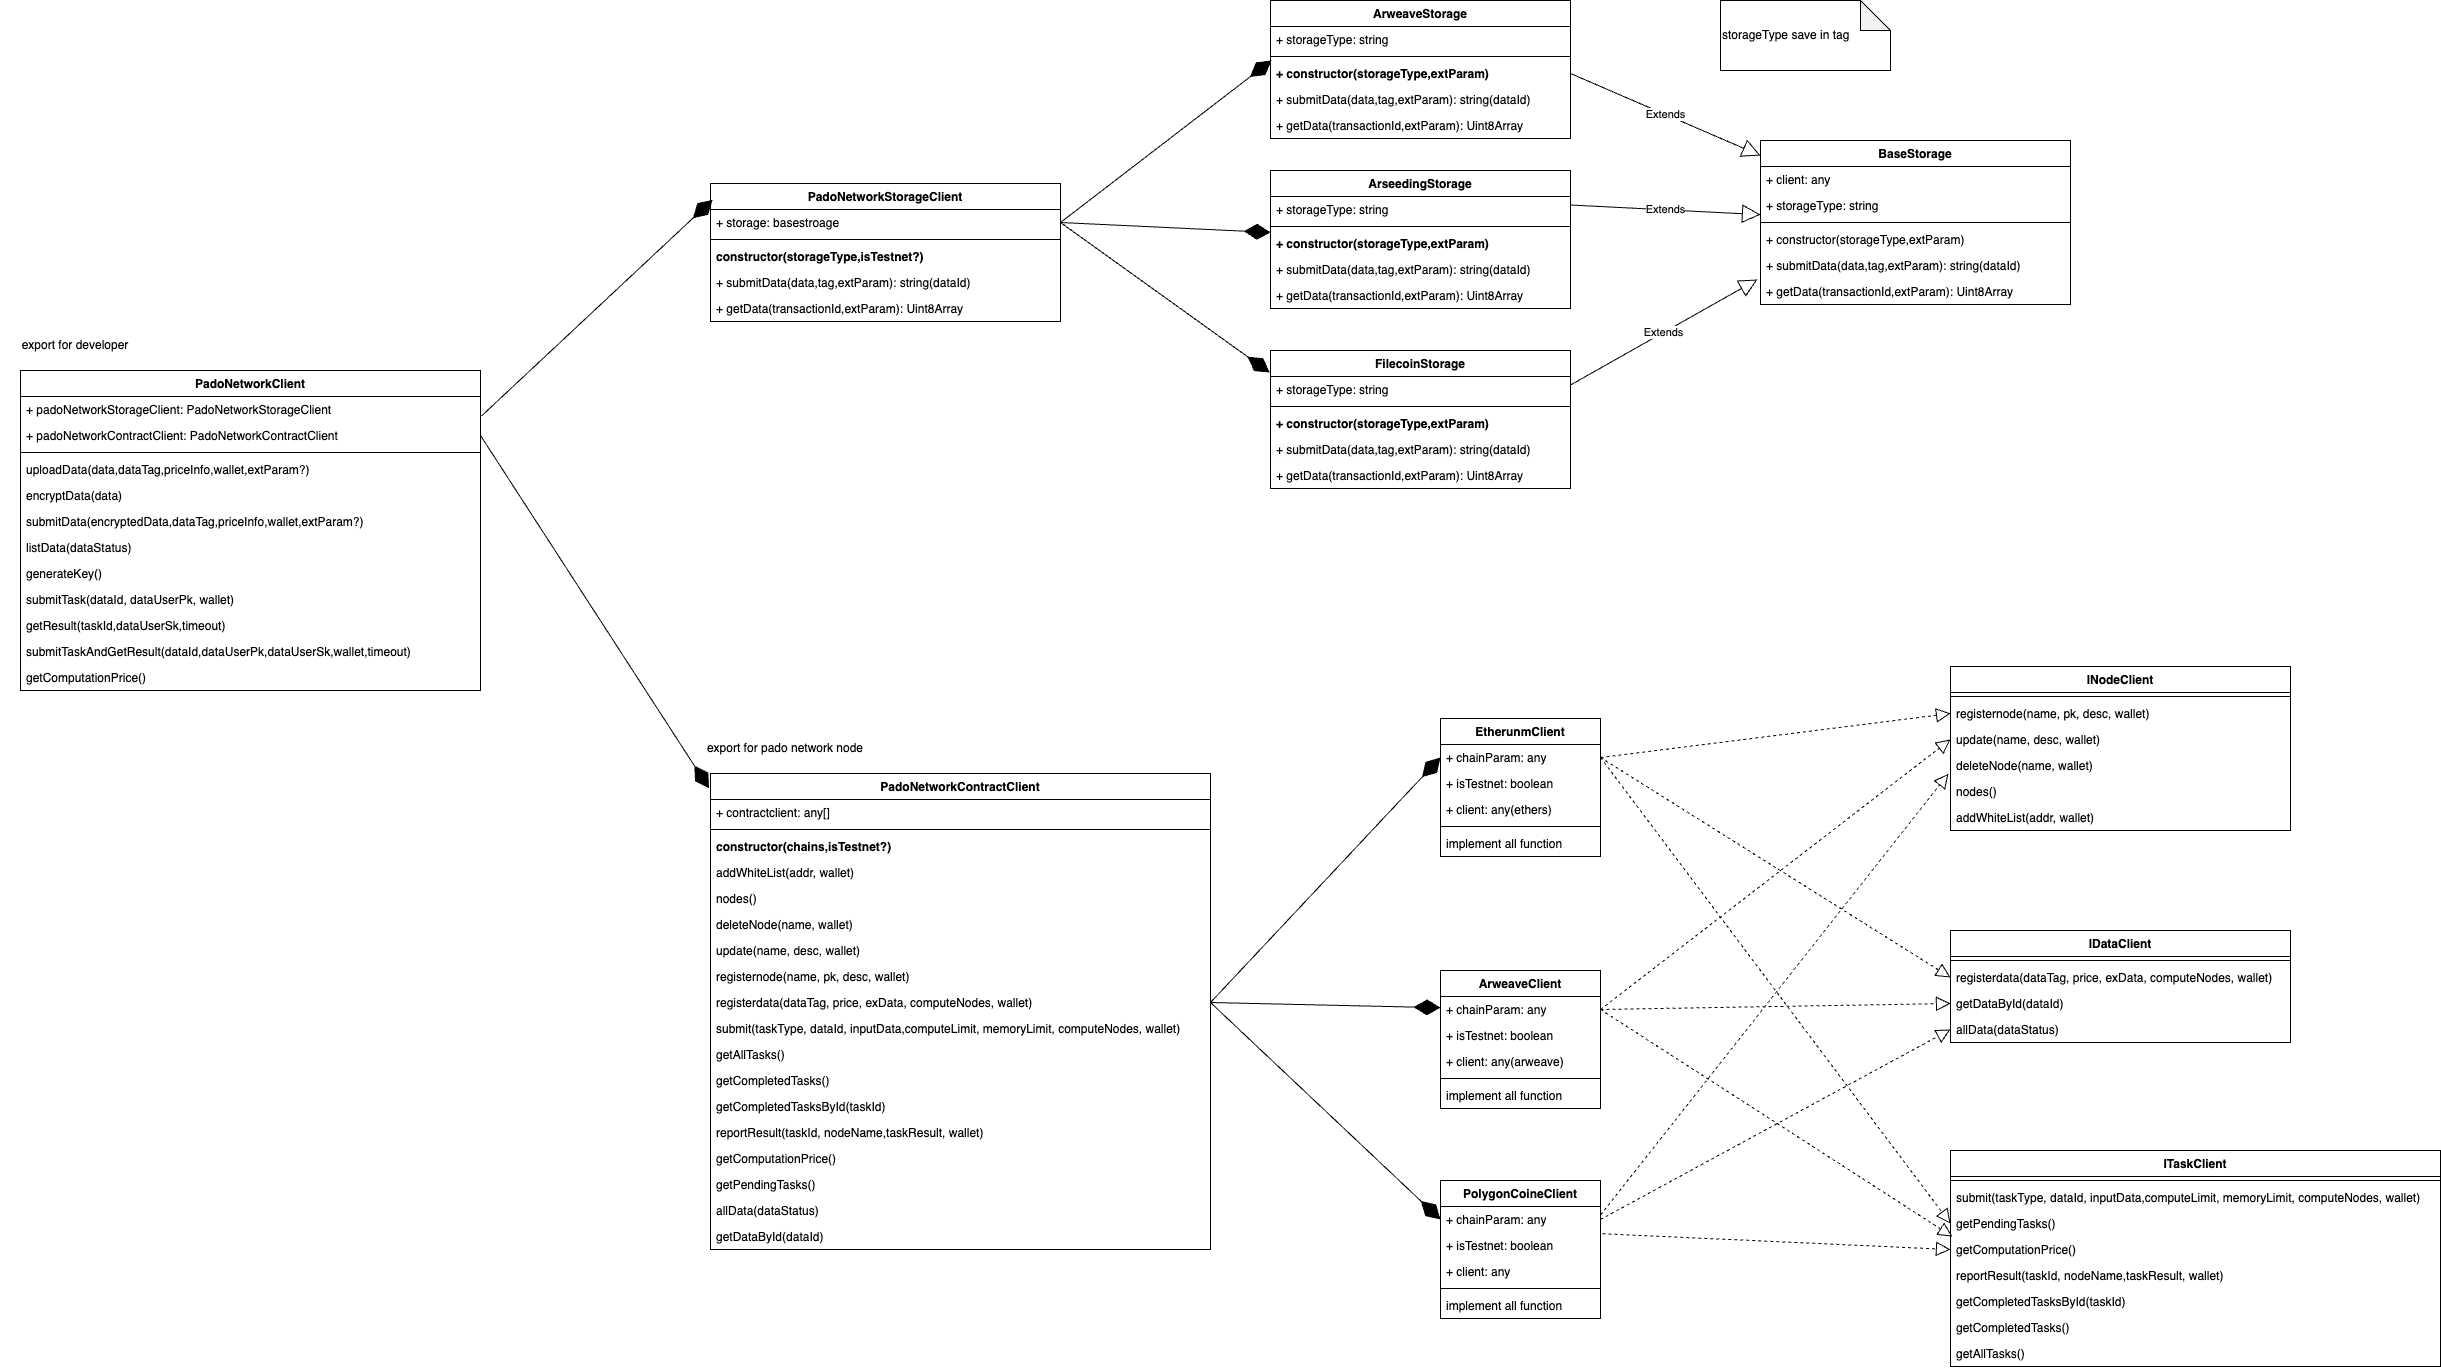 export for developer
PadoNetworkClient
+ padoNetworkStorageClient: PadoNetworkStorageClient
+ padoNetworkContractClient: PadoNetworkContractClient
uploadData(data,dataTag,priceInfo,wallet,extParam?)
encryptData(data)
submitData(encryptedData,dataTag,priceInfo,wallet,extParam?)
listData(dataStatus)
generateKey()
submitTask(dataId, dataUserPk, wallet)
getResult(taskId,dataUserSk,timeout)
submitTaskAndGetResult(dataId,dataUserPk,dataUserSk,wallet,timeout)
getComputationPrice()
PadoNetworkStorageClient
+ storage: basestroage
constructor(storageType,isTestnet?)
+ submitData(data,tag,extParam): string(dataId)
+ getData(transactionId,extParam): Uint8Array
ArweaveStorage
+ storageType: string
+ constructor(storageType,extParam)
+ submitData(data,tag,extParam): string(dataId)
+ getData(transactionId,extParam): Uint8Array
ArseedingStorage
+ storageType: string
+ constructor(storageType,extParam)
+ submitData(data,tag,extParam): string(dataId)
+ getData(transactionId,extParam): Uint8Array
FilecoinStorage
+ storageType: string
+ constructor(storageType,extParam)
+ submitData(data,tag,extParam): string(dataId)
+ getData(transactionId,extParam): Uint8Array
Extends
Extends
Extends
storageType save in tag
BaseStorage
+ client: any
+ storageType: string
+ constructor(storageType,extParam)
+ submitData(data,tag,extParam): string(dataId)
+ getData(transactionId,extParam): Uint8Array
export for pado network node
PadoNetworkContractClient
+ contractclient: any[]
constructor(chains,isTestnet?)
addWhiteList(addr, wallet)
nodes()
deleteNode(name, wallet)
update(name, desc, wallet)
registernode(name, pk, desc, wallet)
registerdata(dataTag, price, exData, computeNodes, wallet)
submit(taskType, dataId, inputData,computeLimit, memoryLimit, computeNodes, wallet)
getAllTasks()
getCompletedTasks()
getCompletedTasksById(taskId)
reportResult(taskId, nodeName,taskResult, wallet)
getComputationPrice()
getPendingTasks()
allData(dataStatus)
getDataById(dataId)
EtherunmClient
+ chainParam: any
+ isTestnet: boolean
+ client: any(ethers)
implement all function
ArweaveClient
+ chainParam: any
+ isTestnet: boolean
+ client: any(arweave)
implement all function
PolygonCoineClient
+ chainParam: any
+ isTestnet: boolean
+ client: any
implement all function
INodeClient
registernode(name, pk, desc, wallet)
update(name, desc, wallet)
deleteNode(name, wallet)
nodes()
addWhiteList(addr, wallet)
IDataClient
registerdata(dataTag, price, exData, computeNodes, wallet)
getDataById(dataId)
allData(dataStatus)
ITaskClient
submit(taskType, dataId, inputData,computeLimit, memoryLimit, computeNodes, wallet)
getPendingTasks()
getComputationPrice()
reportResult(taskId, nodeName,taskResult, wallet)
getCompletedTasksById(taskId)
getCompletedTasks()
getAllTasks()